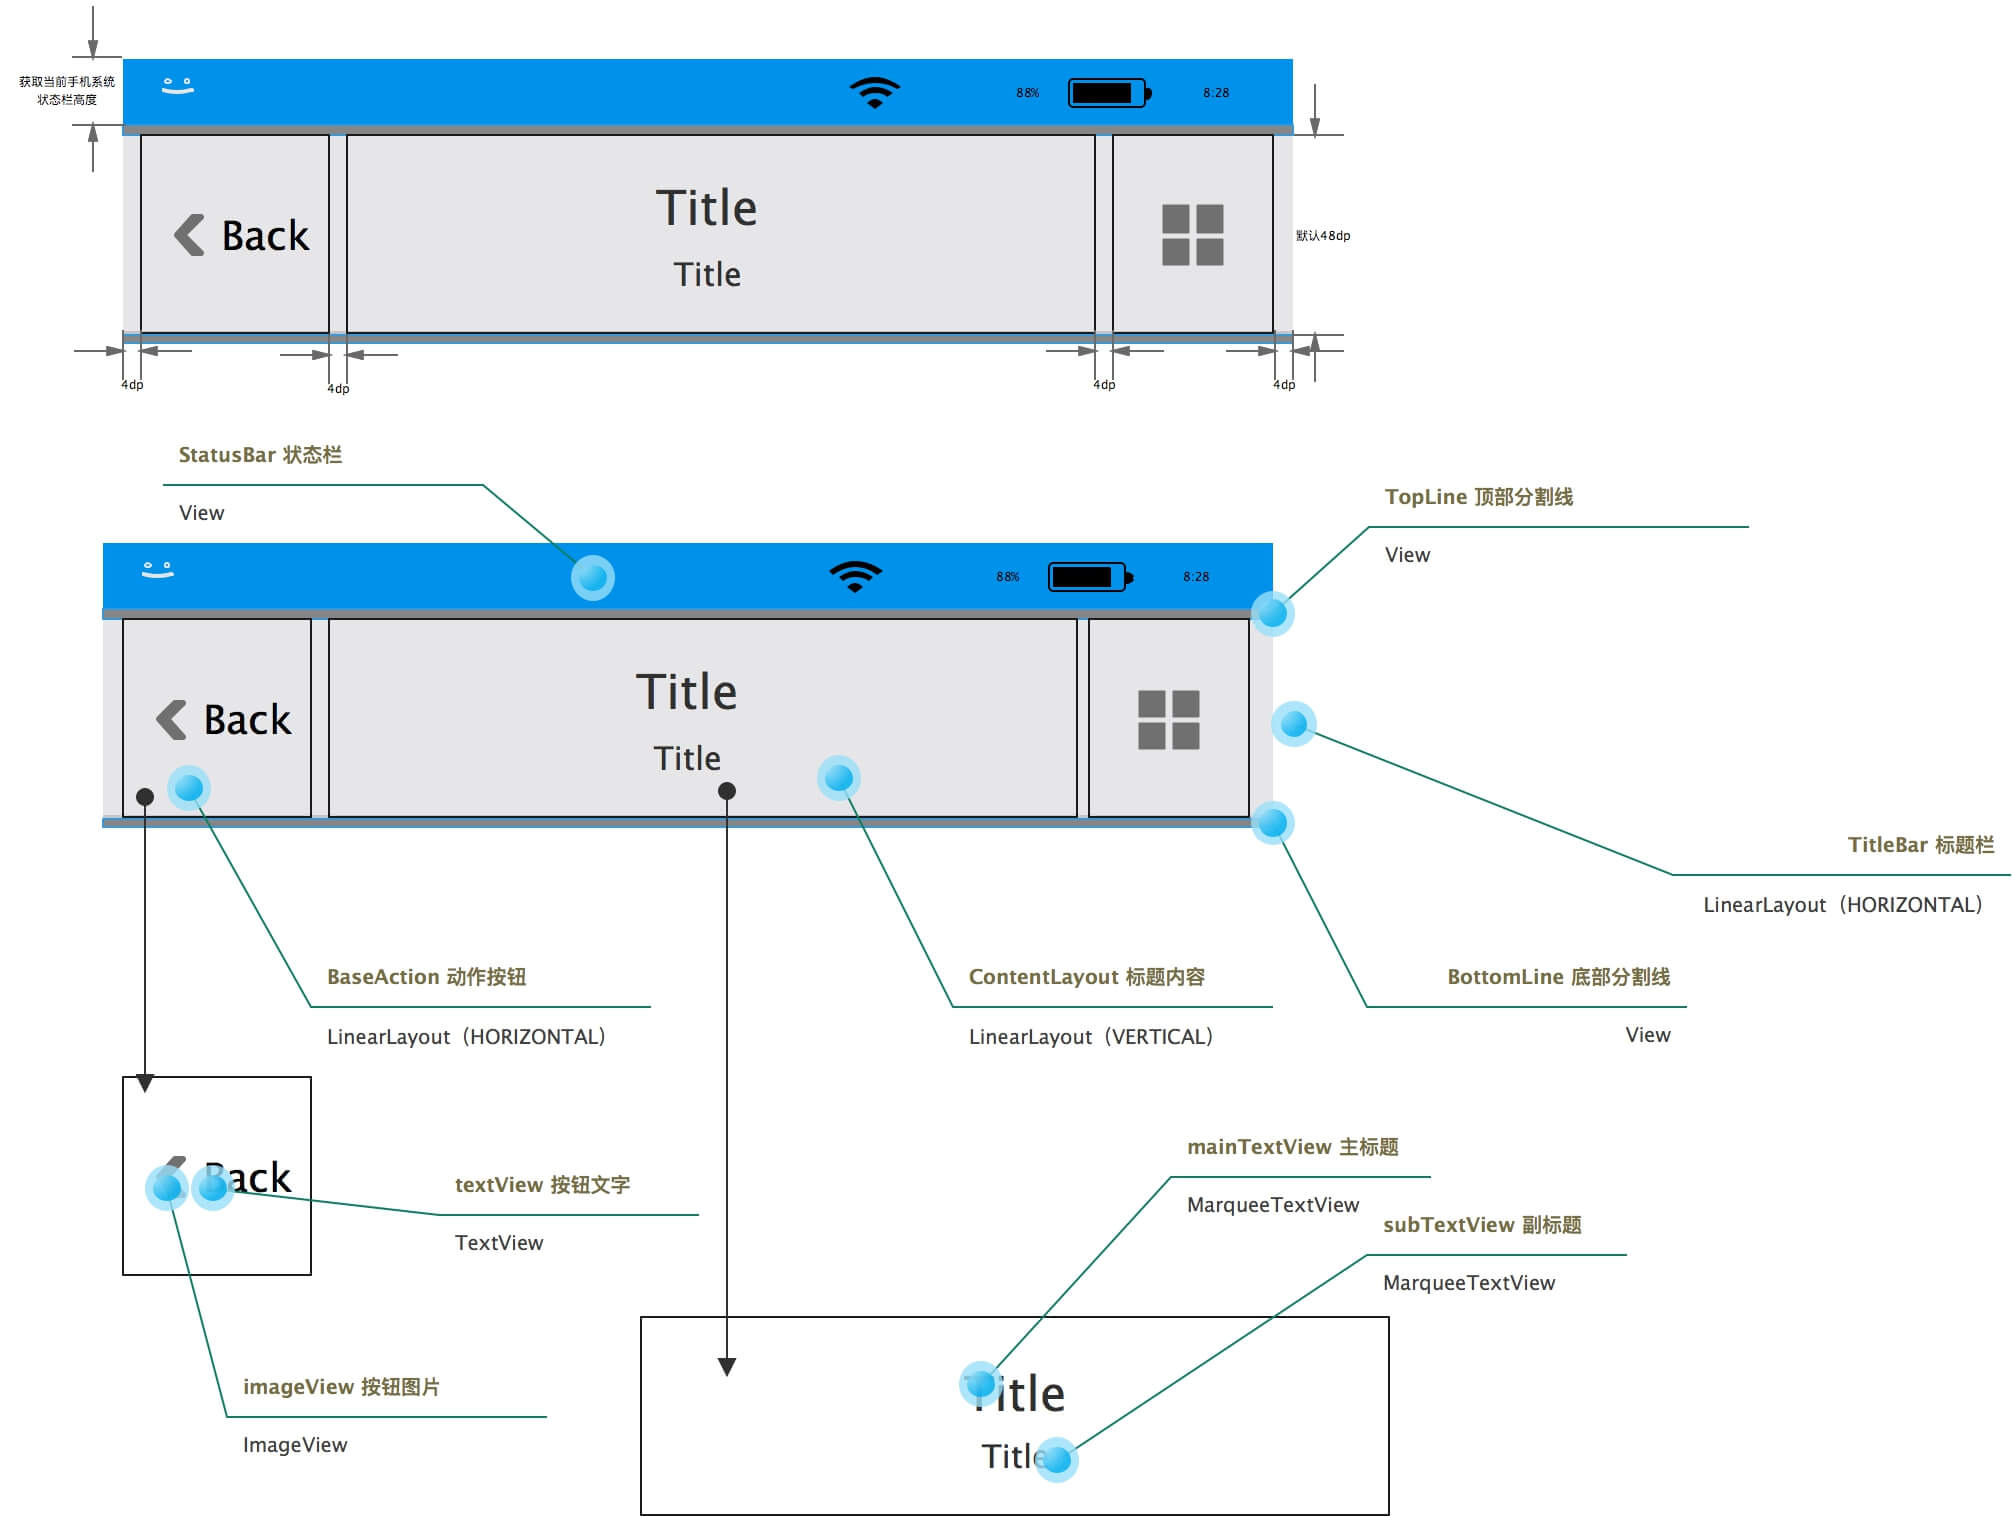 获取当前手机系统
状态栏高度
88%
8:28
Back
Title
Title
默认48dp
4dp
4dp
4dp
4dp
StatusBar 状态栏
View
TopLine 顶部分割线
View
88%
8:28
Back
Title
Title
TitleBar 标题栏
LinearLayout（HORIZONTAL）
BaseAction 动作按钮
LinearLayout（HORIZONTAL）
ContentLayout 标题内容
LinearLayout（VERTICAL）
BottomLine 底部分割线
View
Back
textView 按钮文字
TextView
mainTextView 主标题
MarqueeTextView
subTextView 副标题
MarqueeTextView
imageView 按钮图片
ImageView
Title
Title